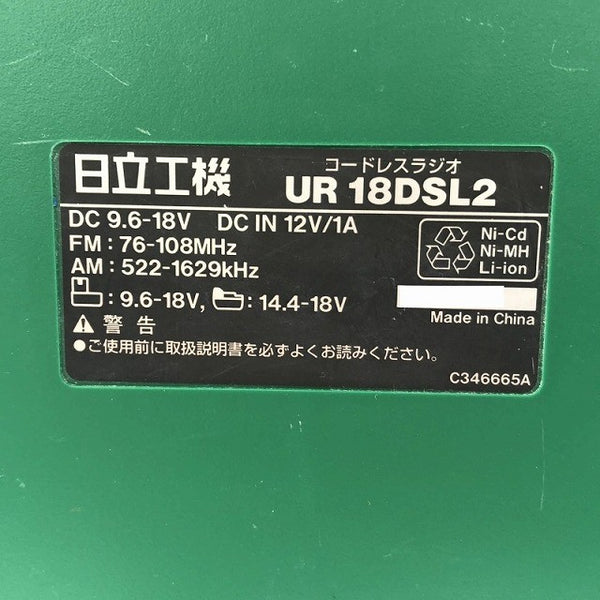 日立工機
コードレスラジオ
UR 18DSL2
DC 9.6-18V DC IN 12V/1A
FM : 76-108MHz
AM : 522-1629kHz
: 9.6-18V, : 14.4-18V
Ni-Cd
Ni-MH
Li-ion
Made in China
警告
●ご使用前に取扱説明書を必ずよくお読みください。
C346665A